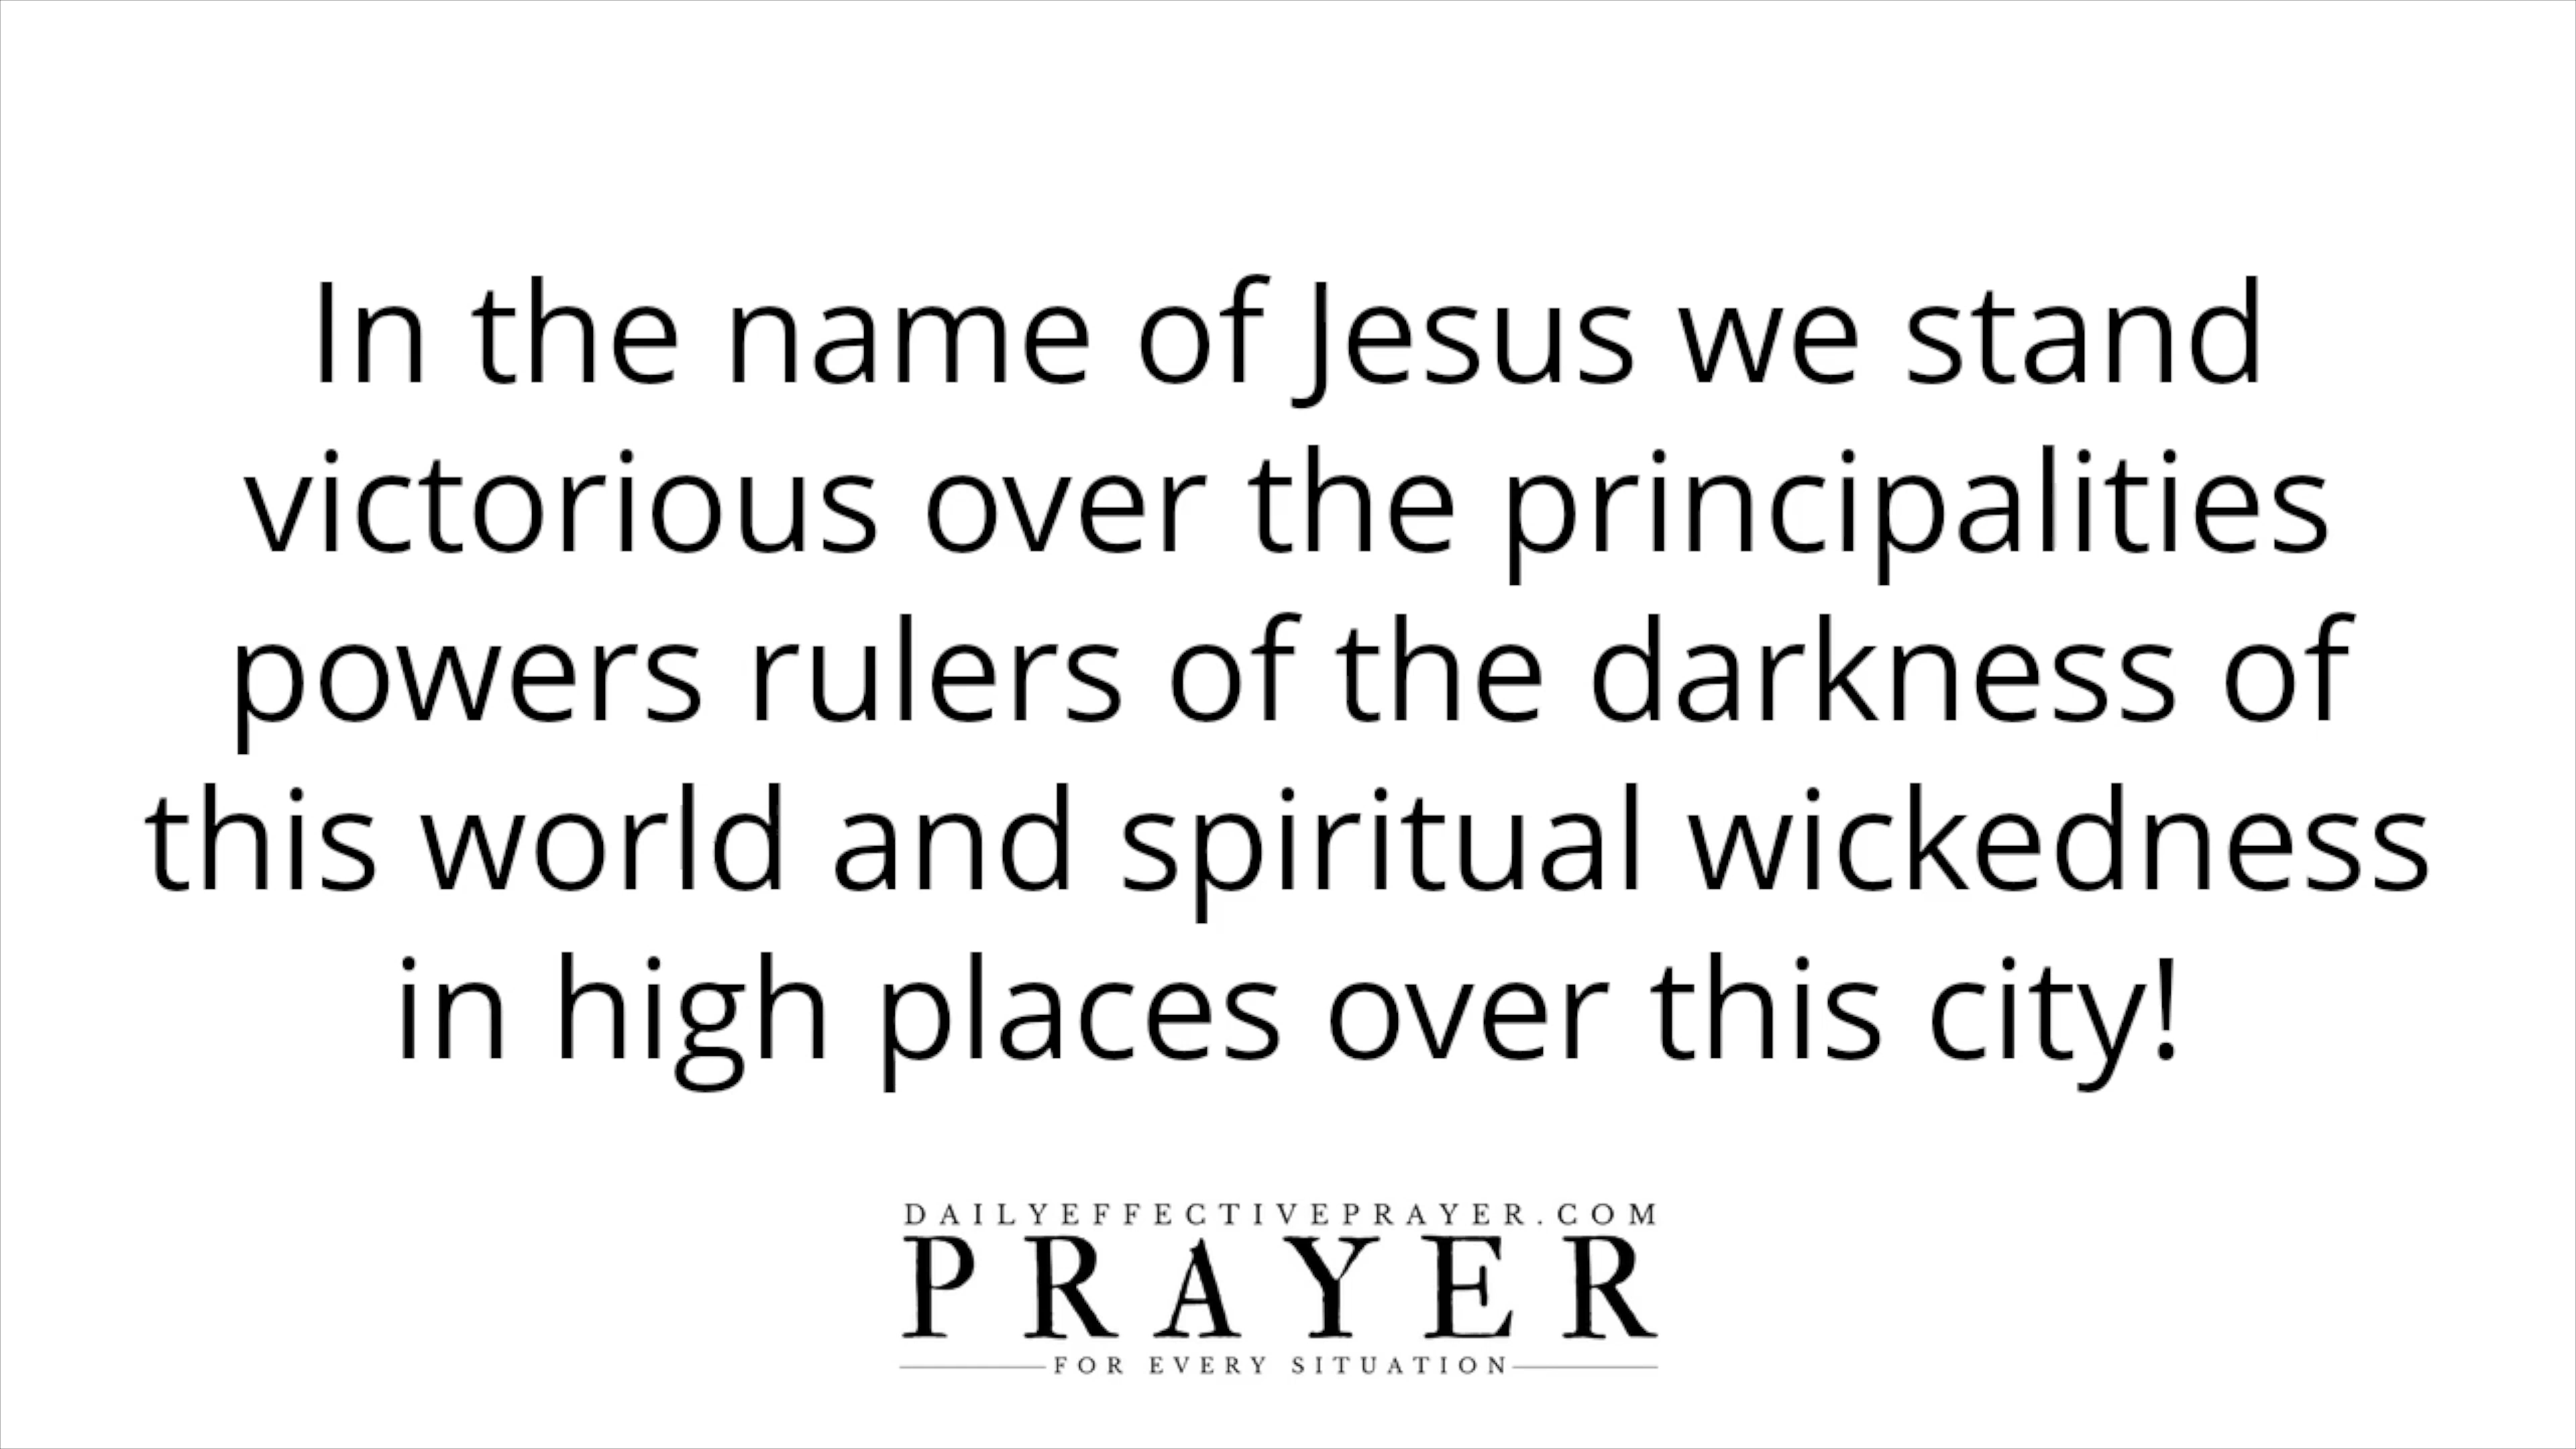 In the name of Jesus we stand
victorious over the principalities
powers rulers of the darkness of
this world and spiritual wickedness
in high places over this city!
DAILYEFFECTIVEPRAYER.COM
PRAYER
FOR EVERY SITUATION